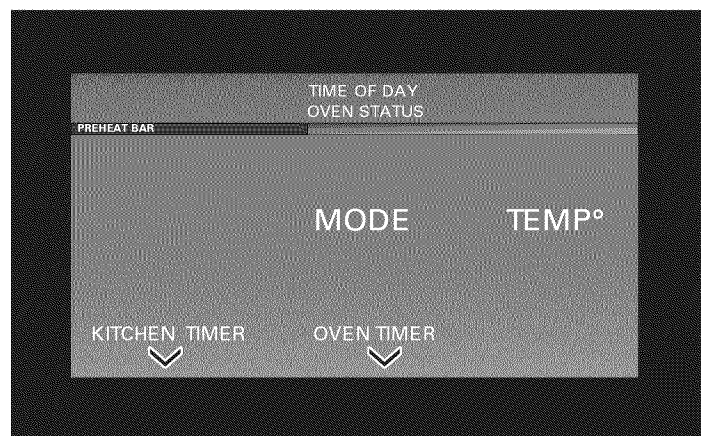 TIME OF DAY
OVEN STATUS
PREHEAT BAR
MODE TEMP°
KITCHEN TIMER OVEN TIMER